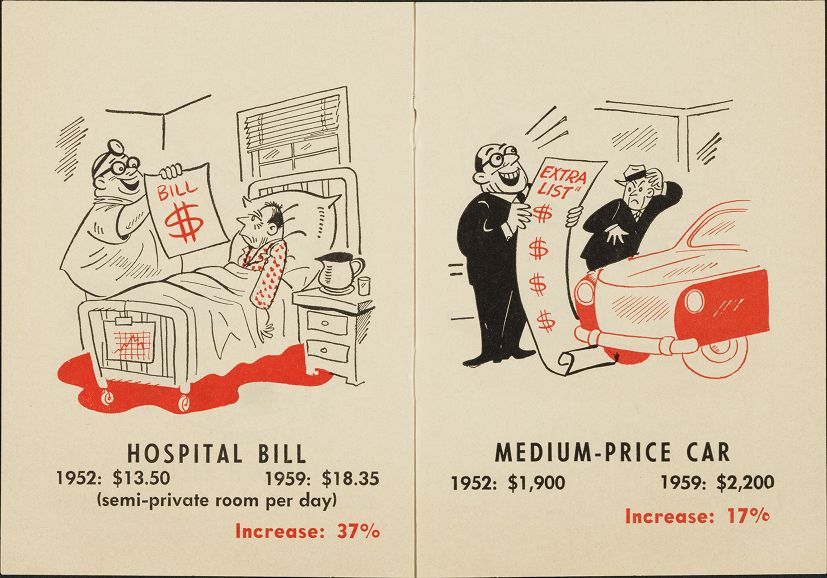 BILL
$
HOSPITAL BILL
1952: $13.50 1959: $18.35
(semi-private room per day)
Increase: 37%
EXTRA
LIST"
$
$
$
$
MEDIUM-PRICE CAR
1952: $1,900 1959: $2,200
Increase: 17%